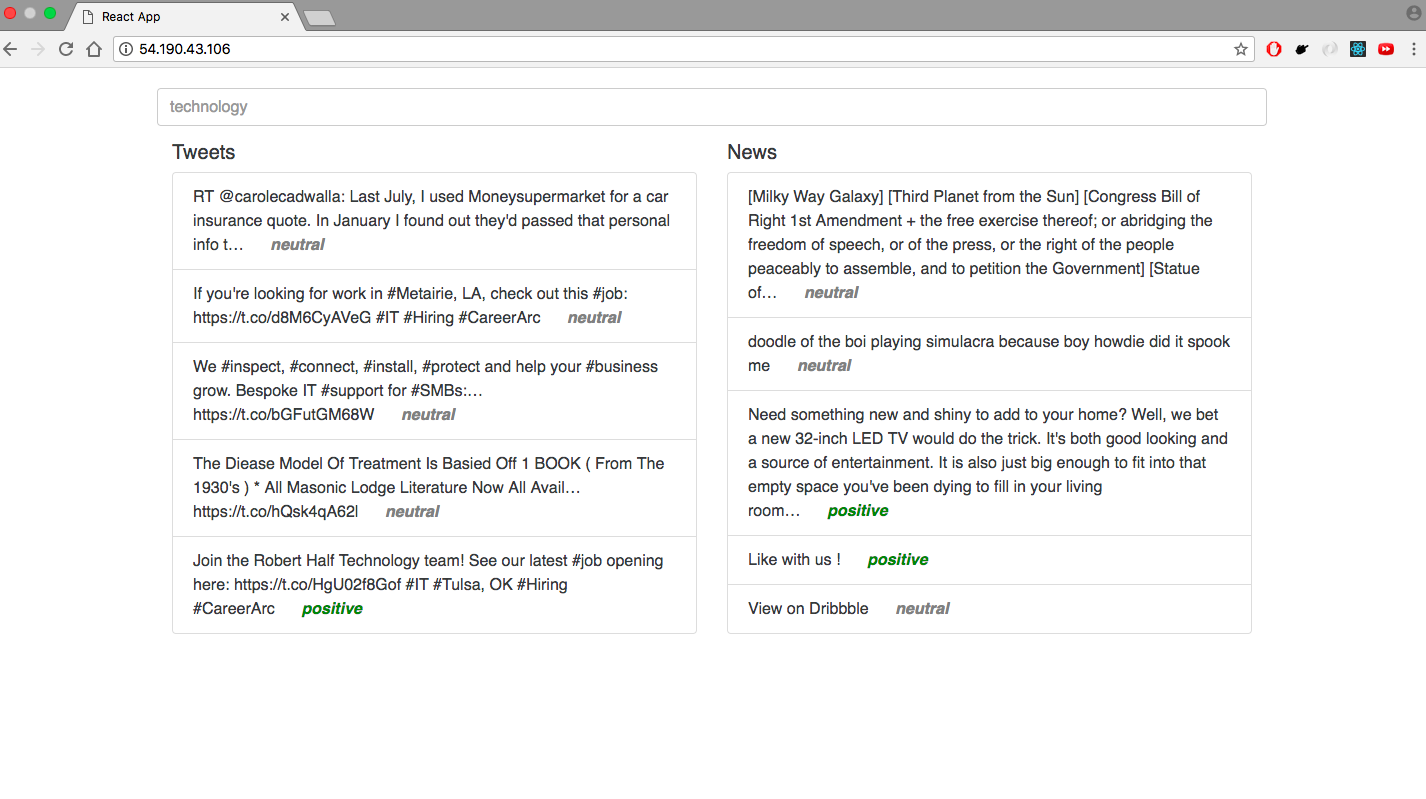 React App
54.190.43.106
technology
Tweets
RT @carolecadwalla: Last July, I used Moneysupermarket for a car
insurance quote. In January I found out they'd passed that personal
info t… neutral
If you're looking for work in #Metairie, LA, check out this #job:
https://t.co/d8M6CyAVeG #IT #Hiring #CareerArc neutral
We #inspect, #connect, #install, #protect and help your #business
grow. Bespoke IT #support for #SMBs:…
https://t.co/bGFutGM68W neutral
The Diease Model Of Treatment Is Basied Off 1 BOOK ( From The
1930's ) * All Masonic Lodge Literature Now All Avail…
https://t.co/hQsk4qA62l neutral
Join the Robert Half Technology team! See our latest #job opening
here: https://t.co/HgU02f8Gof #IT #Tulsa, OK #Hiring
#CareerArc positive
News
[Milky Way Galaxy] [Third Planet from the Sun] [Congress Bill of
Right 1st Amendment + the free exercise thereof; or abridging the
freedom of speech, or of the press, or the right of the people
peaceably to assemble, and to petition the Government] [Statue
of… neutral
doodle of the boi playing simulacra because boy howdie did it spook
me neutral
Need something new and shiny to add to your home? Well, we bet
a new 32-inch LED TV would do the trick. It's both good looking and
a source of entertainment. It is also just big enough to fit into that
empty space you've been dying to fill in your living
room… positive
Like with us ! positive
View on Dribbble neutral